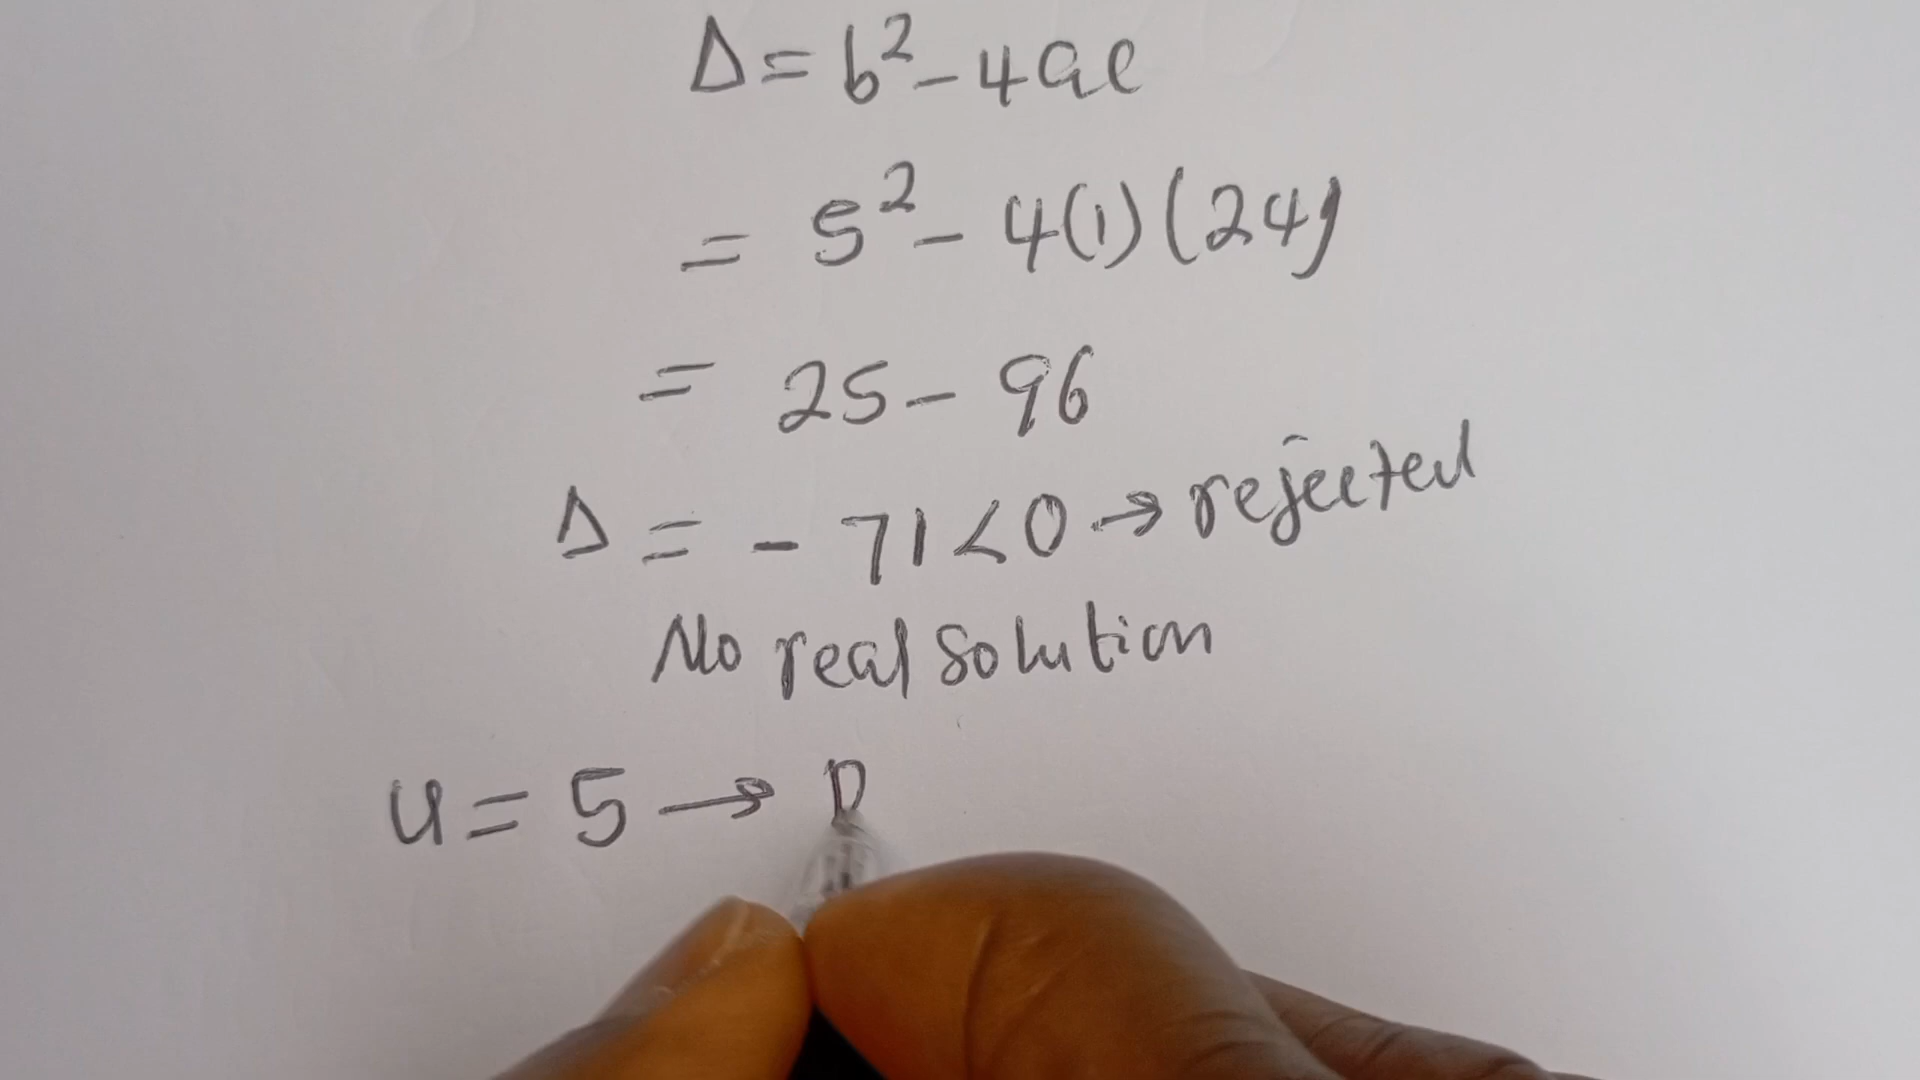 Δ = b² - 4ac
= 5² - 4(1)(24)
= 25 - 96
Δ = - 71 < 0 → rejected
No real solution
u = 5 →